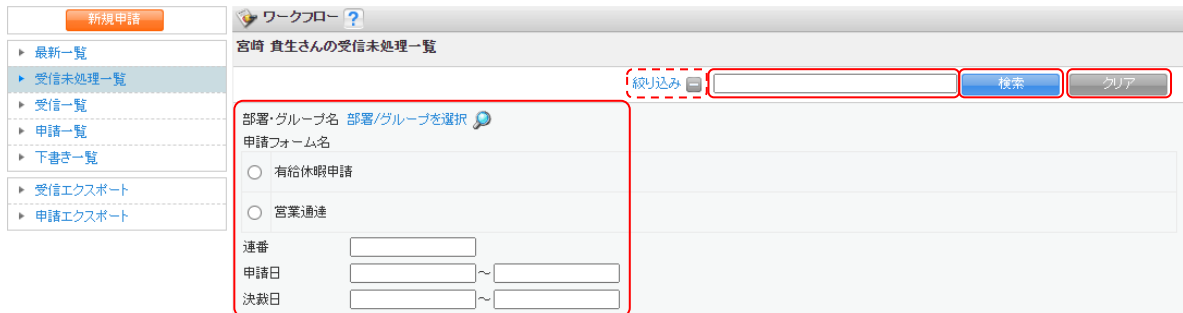 新規申請
最新一覧
受信未処理一覧
受信一覧
申請一覧
下書き一覧
受信エクスポート
申請エクスポート
ワークフロー ?
宮崎 貴生さんの受信未処理一覧
絞り込み 検索 クリア
部署・グループ名 部署/グループを選択
申請フォーム名
有給休暇申請
営業通達
連番
申請日 ～
決裁日 ～